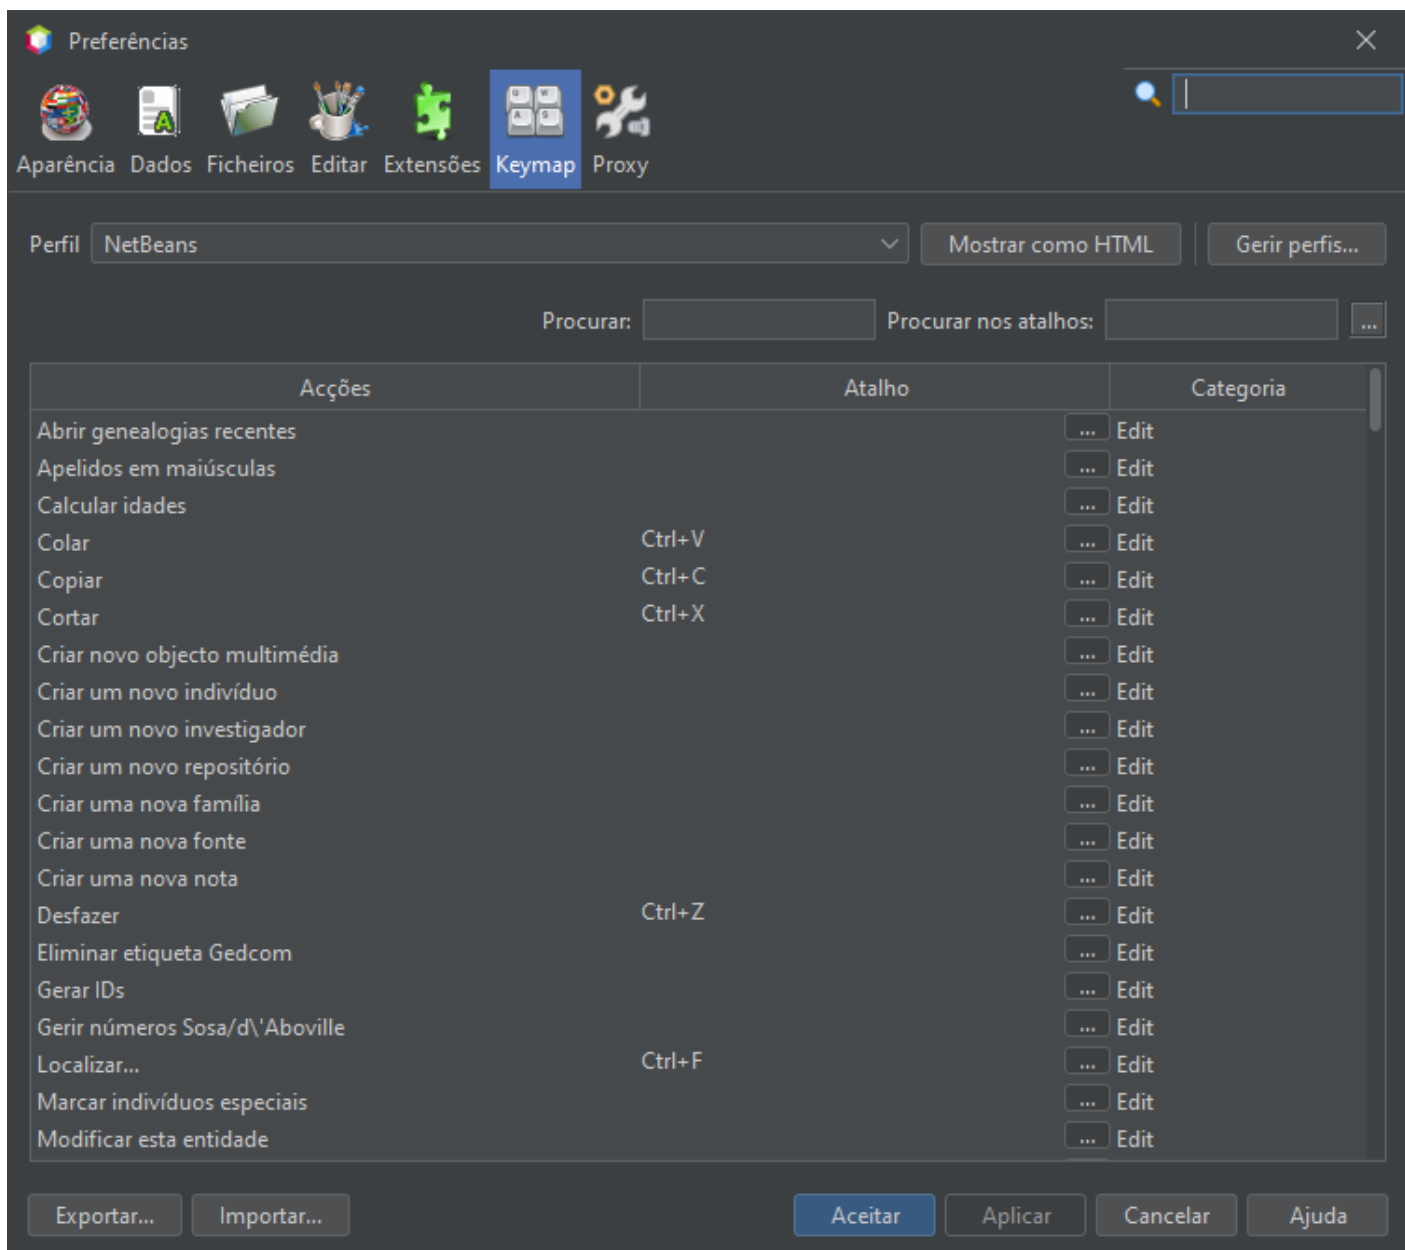 Preferências
Aparência Dados Ficheiros Editar Extensões Keymap Proxy
Perfil NetBeans Mostrar como HTML Gerir perfis...
Procurar: Procurar nos atalhos: ...
Acções Atalho Categoria
Abrir genealogias recentes ... Edit
Apelidos em maiúsculas ... Edit
Calcular idades ... Edit
Colar Ctrl+V ... Edit
Copiar Ctrl+C ... Edit
Cortar Ctrl+X ... Edit
Criar novo objecto multimédia ... Edit
Criar um novo indivíduo ... Edit
Criar um novo investigador ... Edit
Criar um novo repositório ... Edit
Criar uma nova família ... Edit
Criar uma nova fonte ... Edit
Criar uma nova nota ... Edit
Desfazer Ctrl+Z ... Edit
Eliminar etiqueta Gedcom ... Edit
Gerar IDs ... Edit
Gerir números Sosa/d\'Aboville ... Edit
Localizar... Ctrl+F ... Edit
Marcar indivíduos especiais ... Edit
Modificar esta entidade ... Edit
Exportar... Importar... Aceitar Aplicar Cancelar Ajuda